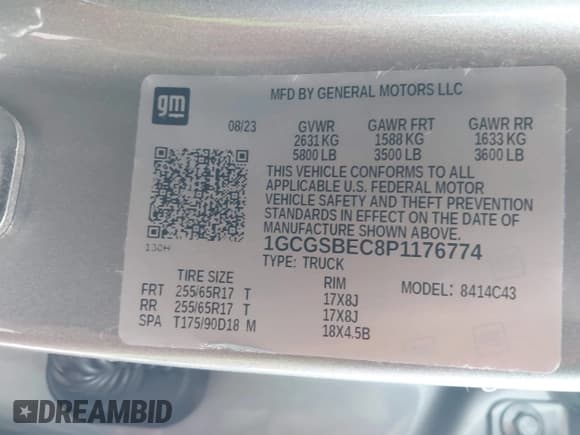 gm
MFD BY GENERAL MOTORS LLC
08/23 GVWR GAWR FRT GAWR RR
2631 KG 1588 KG 1633 KG
5800 LB 3500 LB 3600 LB
THIS VEHICLE CONFORMS TO ALL
APPLICABLE U.S. FEDERAL MOTOR
VEHICLE SAFETY AND THEFT PREVENTION
STANDARDS IN EFFECT ON THE DATE OF
MANUFACTURE SHOWN ABOVE.
130H
1GCGSBEC8P1176774
TYPE: TRUCK
TIRE SIZE RIM MODEL: 8414C43
FRT 255/65R17 T 17X8J
RR 255/65R17 T 17X8J
SPA T175/90D18 M 18X4.5B
DREAMBID